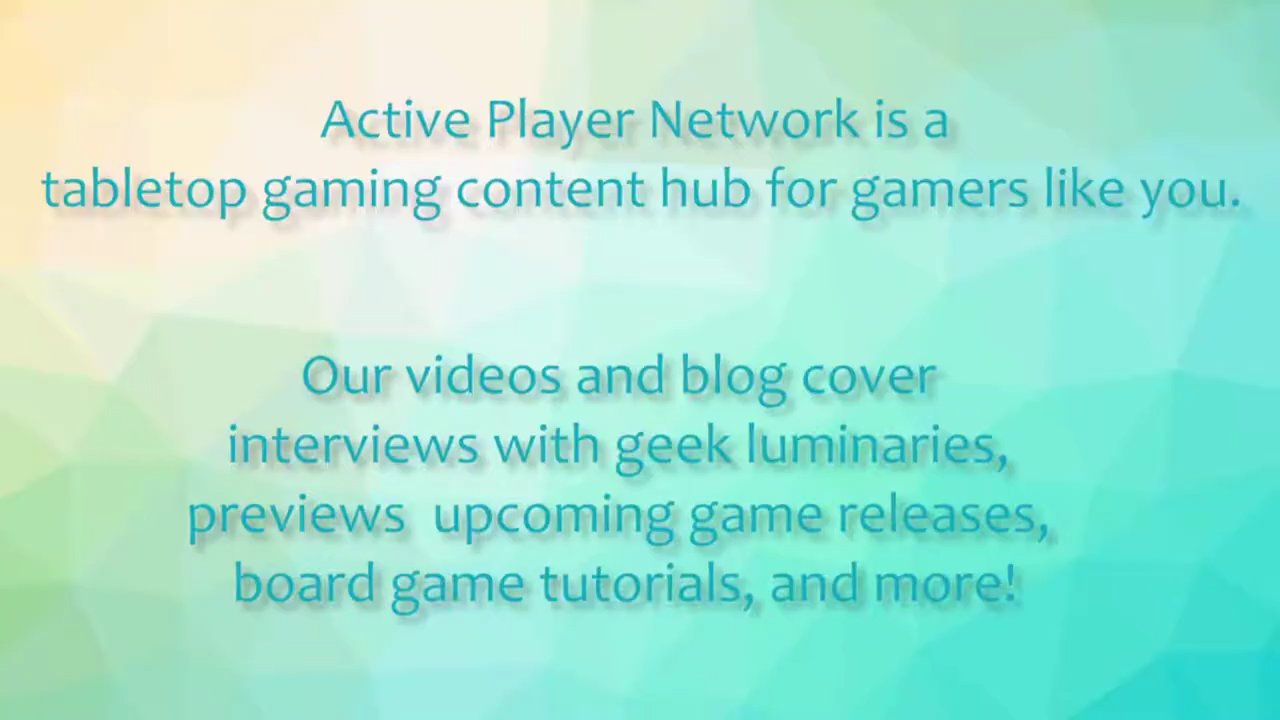 Active Player Network is a
tabletop gaming content hub for gamers like you.
Our videos and blog cover
interviews with geek luminaries,
previews upcoming game releases,
board game tutorials, and more!